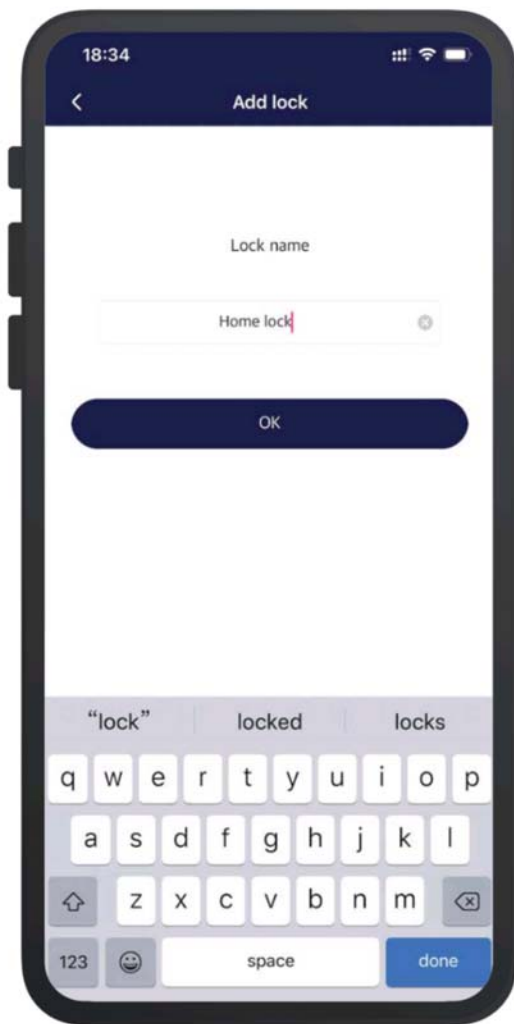 18:34
Add lock
Lock name
Home lock
OK
“lock” locked locks
q w e r t y u i o p
a s d f g h j k l
z x c v b n m
123 space done